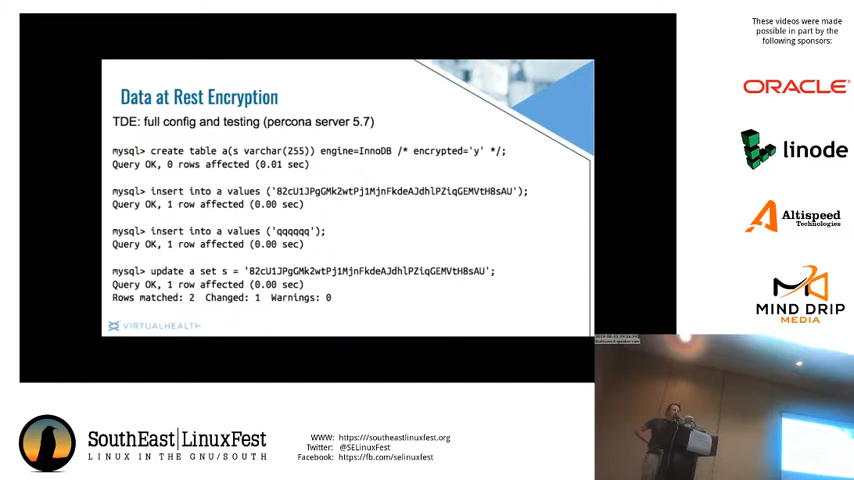 These videos were made
possible in part by the
following sponsors:
ORACLE
linode
Altispeed
Technologies
MIND DRIP
MEDIA
Data at Rest Encryption
TDE: full config and testing (percona server 5.7)
mysql> create table a(s varchar(255)) engine=InnoDB /* encrypted='y' */;
Query OK, 0 rows affected (0.01 sec)
mysql> insert into a values ('82cU1JPgGMk2wtPj1MjnFkdeAJdhlPZiqGEMVtH8sAU');
Query OK, 1 row affected (0.00 sec)
mysql> insert into a values ('qqqqqq');
Query OK, 1 row affected (0.00 sec)
mysql> update a set s = '82cU1JPgGMk2wtPj1MjnFkdeAJdhlPZiqGEMVtH8sAU';
Query OK, 1 row affected (0.00 sec)
Rows matched: 2  Changed: 1  Warnings: 0
VIRTUALHEALTH
SouthEast|LinuxFest
LINUX IN THE GNU/SOUTH
WWW: https:///southeastlinuxfest.org
Twitter: @SELinuxFest
Facebook: https://fb.com/selinuxfest